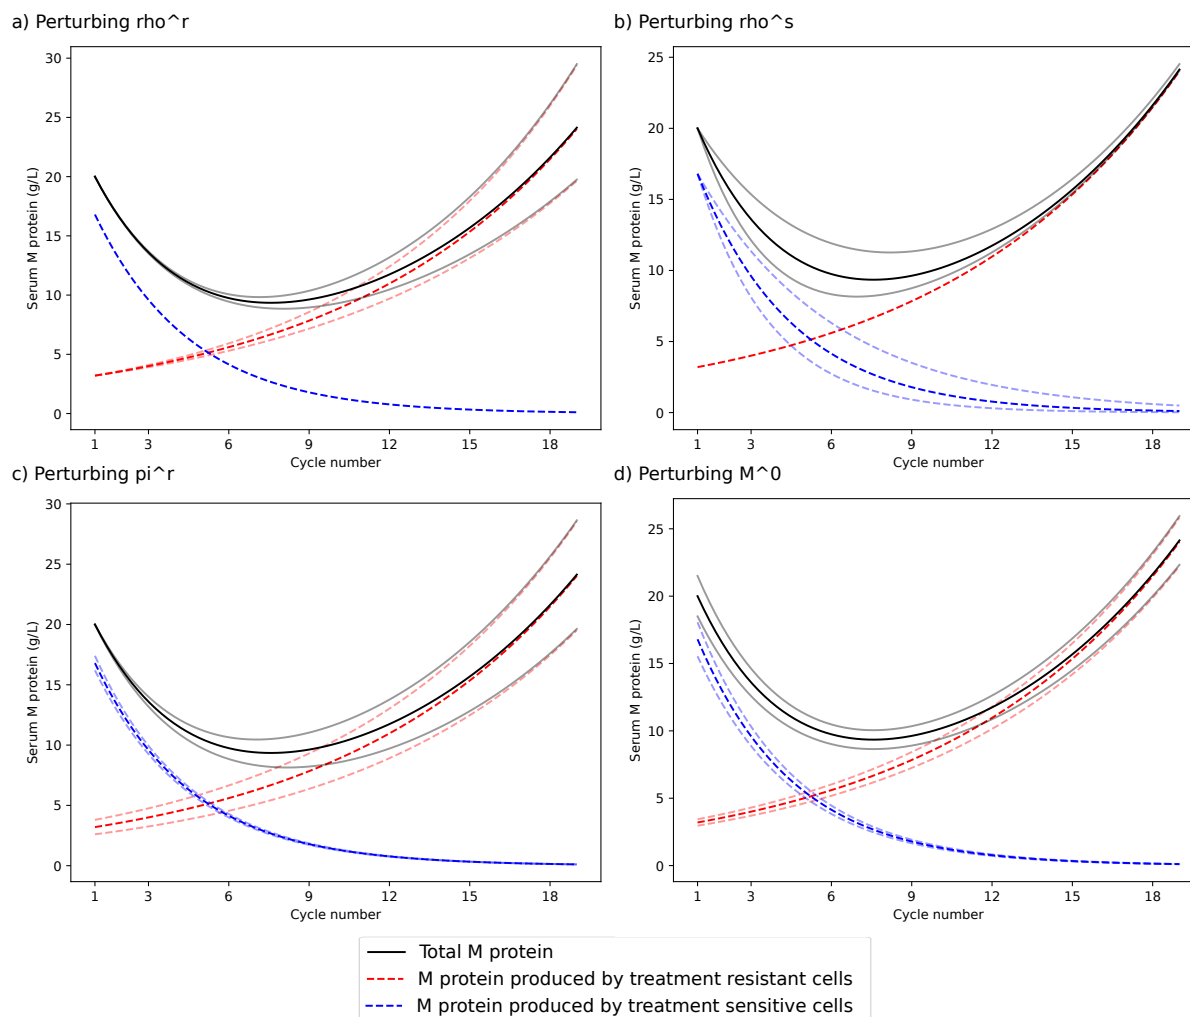 a) Perturbing rho^r
30
25
20
15
10
5
0
Serum M protein (g/L)
1 3 6 9 12 15 18
Cycle number
b) Perturbing rho^s
25
20
15
10
5
0
Serum M protein (g/L)
1 3 6 9 12 15 18
Cycle number
c) Perturbing pi^r
30
25
20
15
10
5
0
Serum M protein (g/L)
1 3 6 9 12 15 18
Cycle number
d) Perturbing M^0
25
20
15
10
5
0
Serum M protein (g/L)
1 3 6 9 12 15 18
Cycle number
Total M protein
M protein produced by treatment resistant cells
M protein produced by treatment sensitive cells